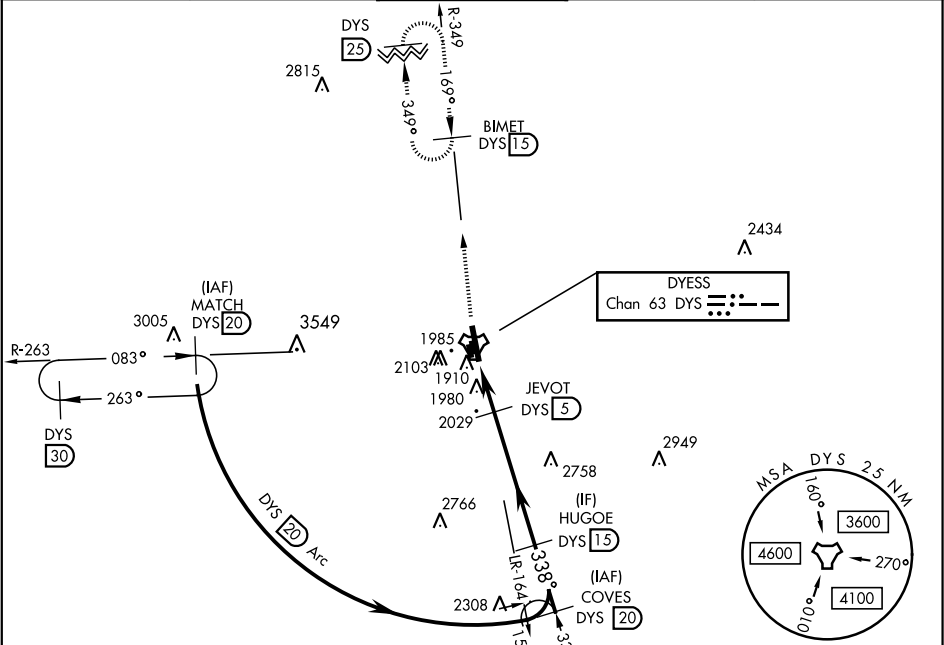 R-349
DYS
25
2815
169°
349°
BIMET
DYS 15
2434
DYESS
Chan 63 DYS
(IAF)
MATCH
DYS 20
3005
3549
R-263
083°
263°
DYS
30
1985
2103
1910
1980
2029
JEVOT
DYS 5
2758
2949
2766
(IF)
HUGOE
DYS 15
DYS 20 Arc
LR-164
338°
(IAF)
COVES
DYS 20
2308
MSA DYS 25 NM
160°
3600
4600
270°
4100
010°